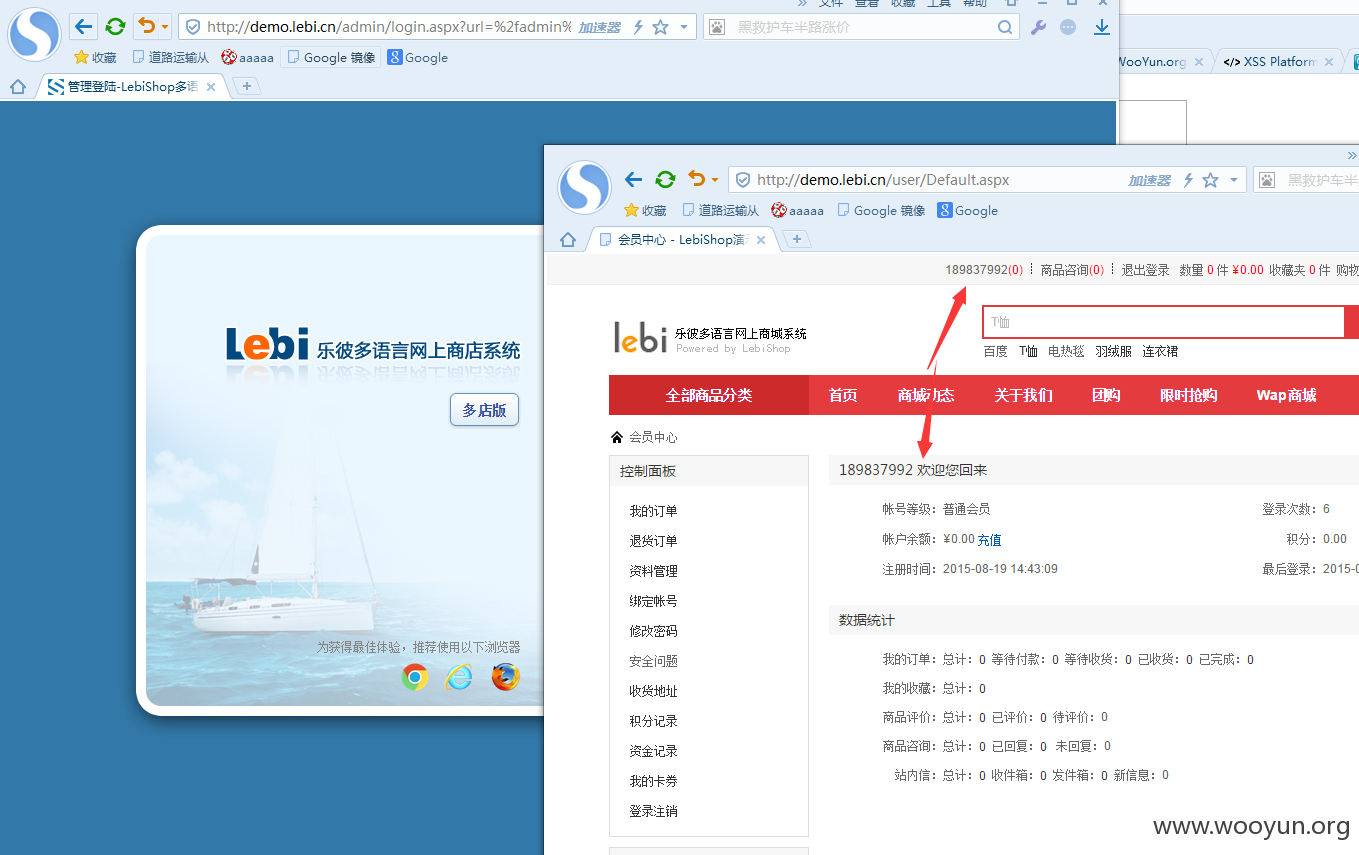 » 文件 查看 收藏 工具 帮助
http://demo.lebi.cn/admin/login.aspx?url=%2fadmin% 加速器
黑救护车半路涨价
收藏 道路运输从 aaaaa Google 镜像 Google
管理登陆-LebiShop多语
WooYun.org </> XSS Platform
»
http://demo.lebi.cn/user/Default.aspx 加速器
黑救护车半
收藏 道路运输从 aaaaa Google 镜像 Google
会员中心 - LebiShop演
189837992(0) 商品咨询(0) 退出登录 数量 0 件 ¥0.00 收藏夹 0 件 购物
T恤
lebi 乐彼多语言网上商城系统
Powered by LebiShop
百度 T恤 电热毯 羽绒服 连衣裙
Lebi 乐彼多语言网上商店系统
多店版
为获得最佳体验，推荐使用以下浏览器
全部商品分类 首页 商城动态 关于我们 团购 限时抢购 Wap商城
会员中心
控制面板
我的订单
退货订单
资料管理
绑定帐号
修改密码
安全问题
收货地址
积分记录
资金记录
我的卡券
登录注销
189837992 欢迎您回来
帐号等级：普通会员 登录次数：6
帐户余额：¥0.00 充值 积分：0.00
注册时间：2015-08-19 14:43:09 最后登录：2015-0
数据统计
我的订单：总计：0 等待付款：0 等待收货：0 已收货：0 已完成：0
我的收藏：总计：0
商品评价：总计：0 已评价：0 待评价：0
商品咨询：总计：0 已回复：0 未回复：0
站内信：总计：0 收件箱：0 发件箱：0 新信息：0
www.wooyun.org